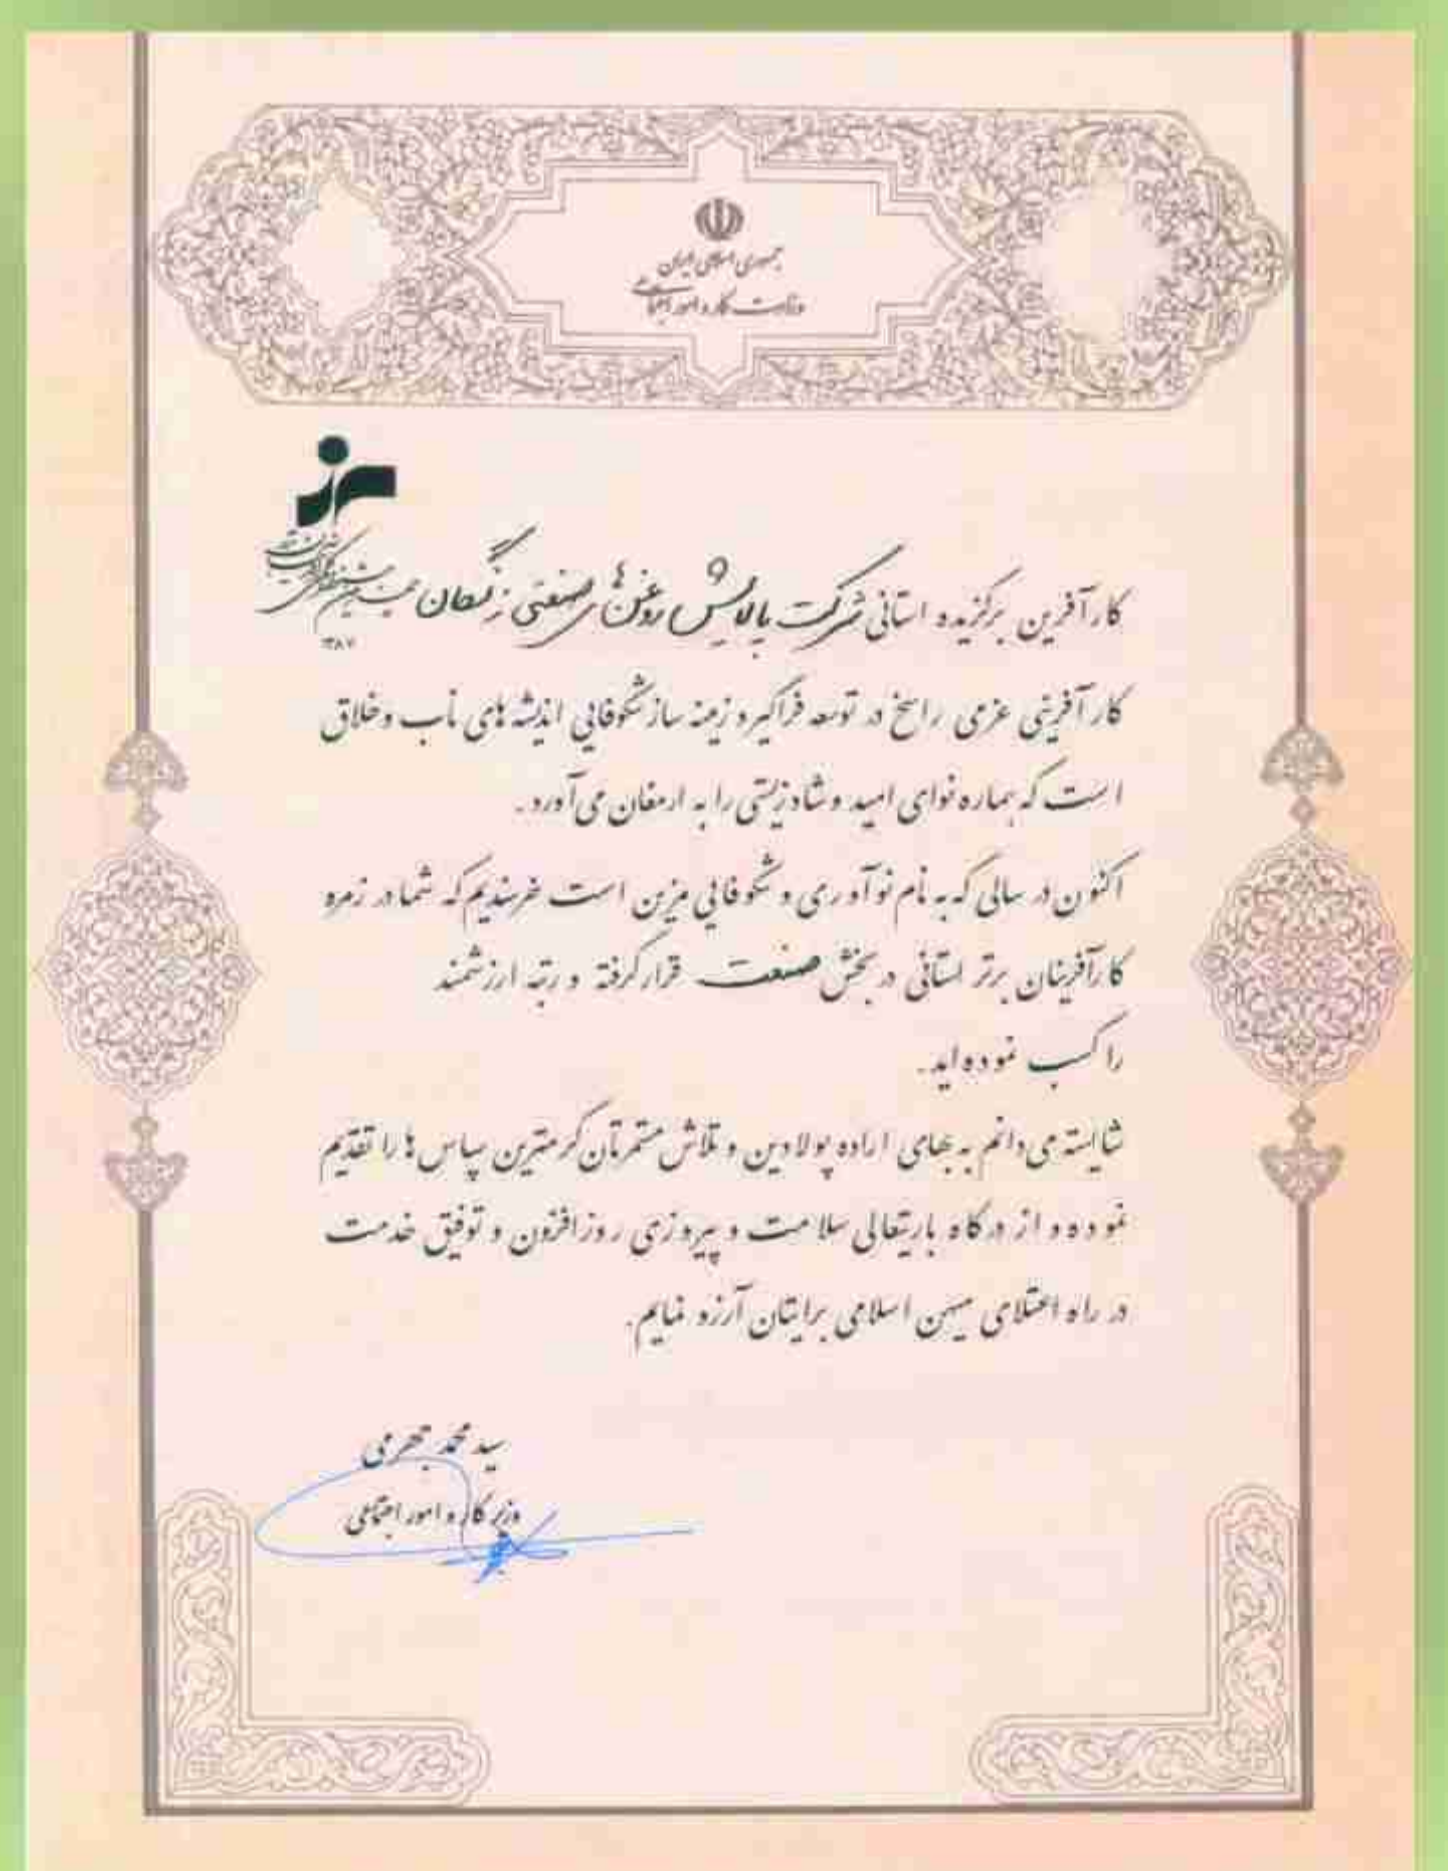 جمهوری اسلامی ایران
وزارت کار و امور اجتماعی
۱۳۸۷
کارآفرین برگزیده استانی شرکت پالایش روغن‌های صنعتی زنگان
کارآفرینی عزمی راسخ در توسعه فراگیر و زمینه ساز شکوفایی اندیشه های ناب و خلاق
است که هماره نوای امید و شادزیستی را به ارمغان می آورد.
اکنون در سالی که به نام نوآوری و شکوفایی مزین است خرسندیم که شما در زمره
کارآفرینان برتر استانی در بخش صنعت قرار گرفته و رتبه ارزشمند
را کسب نموده اید.
شایسته می دانم به بهای اراده پولادین و تلاش مستمرتان گرمترین سپاس ها را تقدیم
نموده و از درگاه باریتعالی سلامت و پیروزی روزافزون و توفیق خدمت
در راه اعتلای میهن اسلامی برایتان آرزو نمایم.
سید محمد جهرمی
وزیر کار و امور اجتماعی